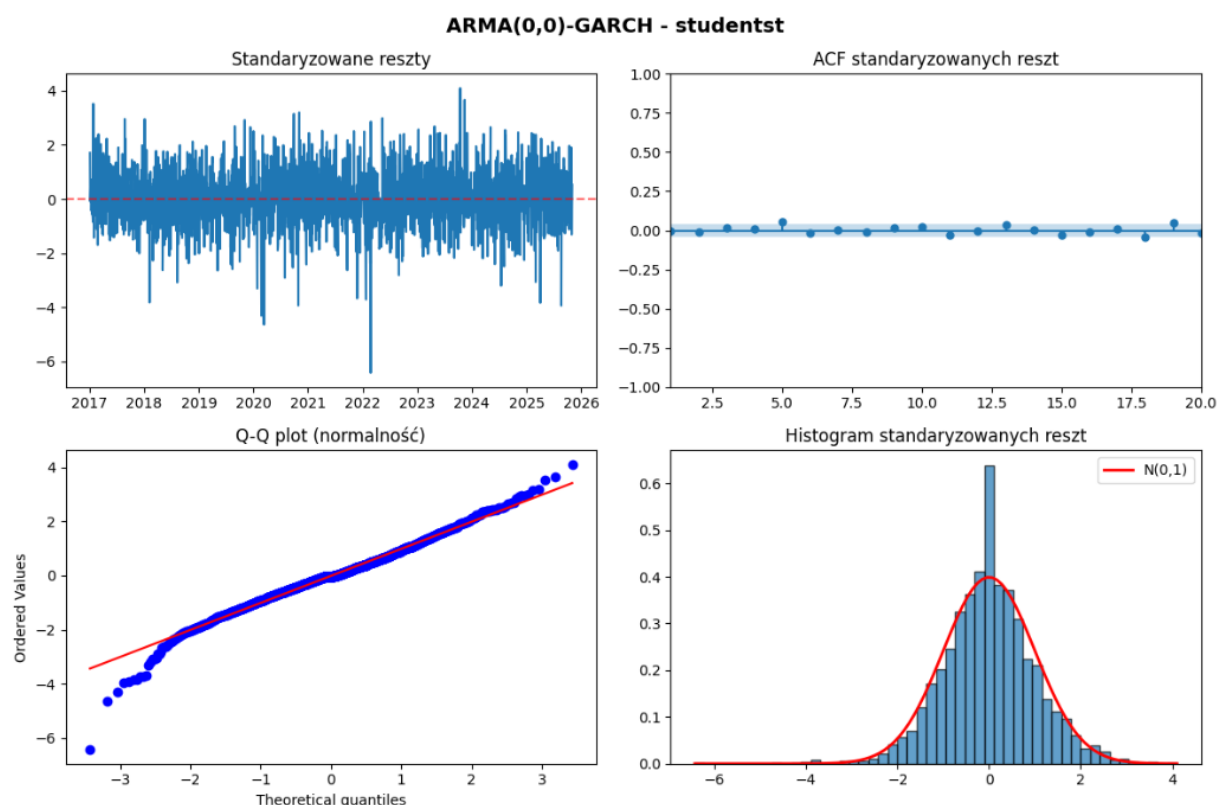 ARMA(0,0)-GARCH - studentst
Standaryzowane reszty
4
2
0
−2
−4
−6
2017 2018 2019 2020 2021 2022 2023 2024 2025 2026
ACF standaryzowanych reszt
1.00
0.75
0.50
0.25
0.00
−0.25
−0.50
−0.75
−1.00
2.5 5.0 7.5 10.0 12.5 15.0 17.5 20.0
Q-Q plot (normalność)
Ordered Values
4
2
0
−2
−4
−6
−3 −2 −1 0 1 2 3
Theoretical quantiles
Histogram standaryzowanych reszt
N(0,1)
0.6
0.5
0.4
0.3
0.2
0.1
0.0
−6 −4 −2 0 2 4